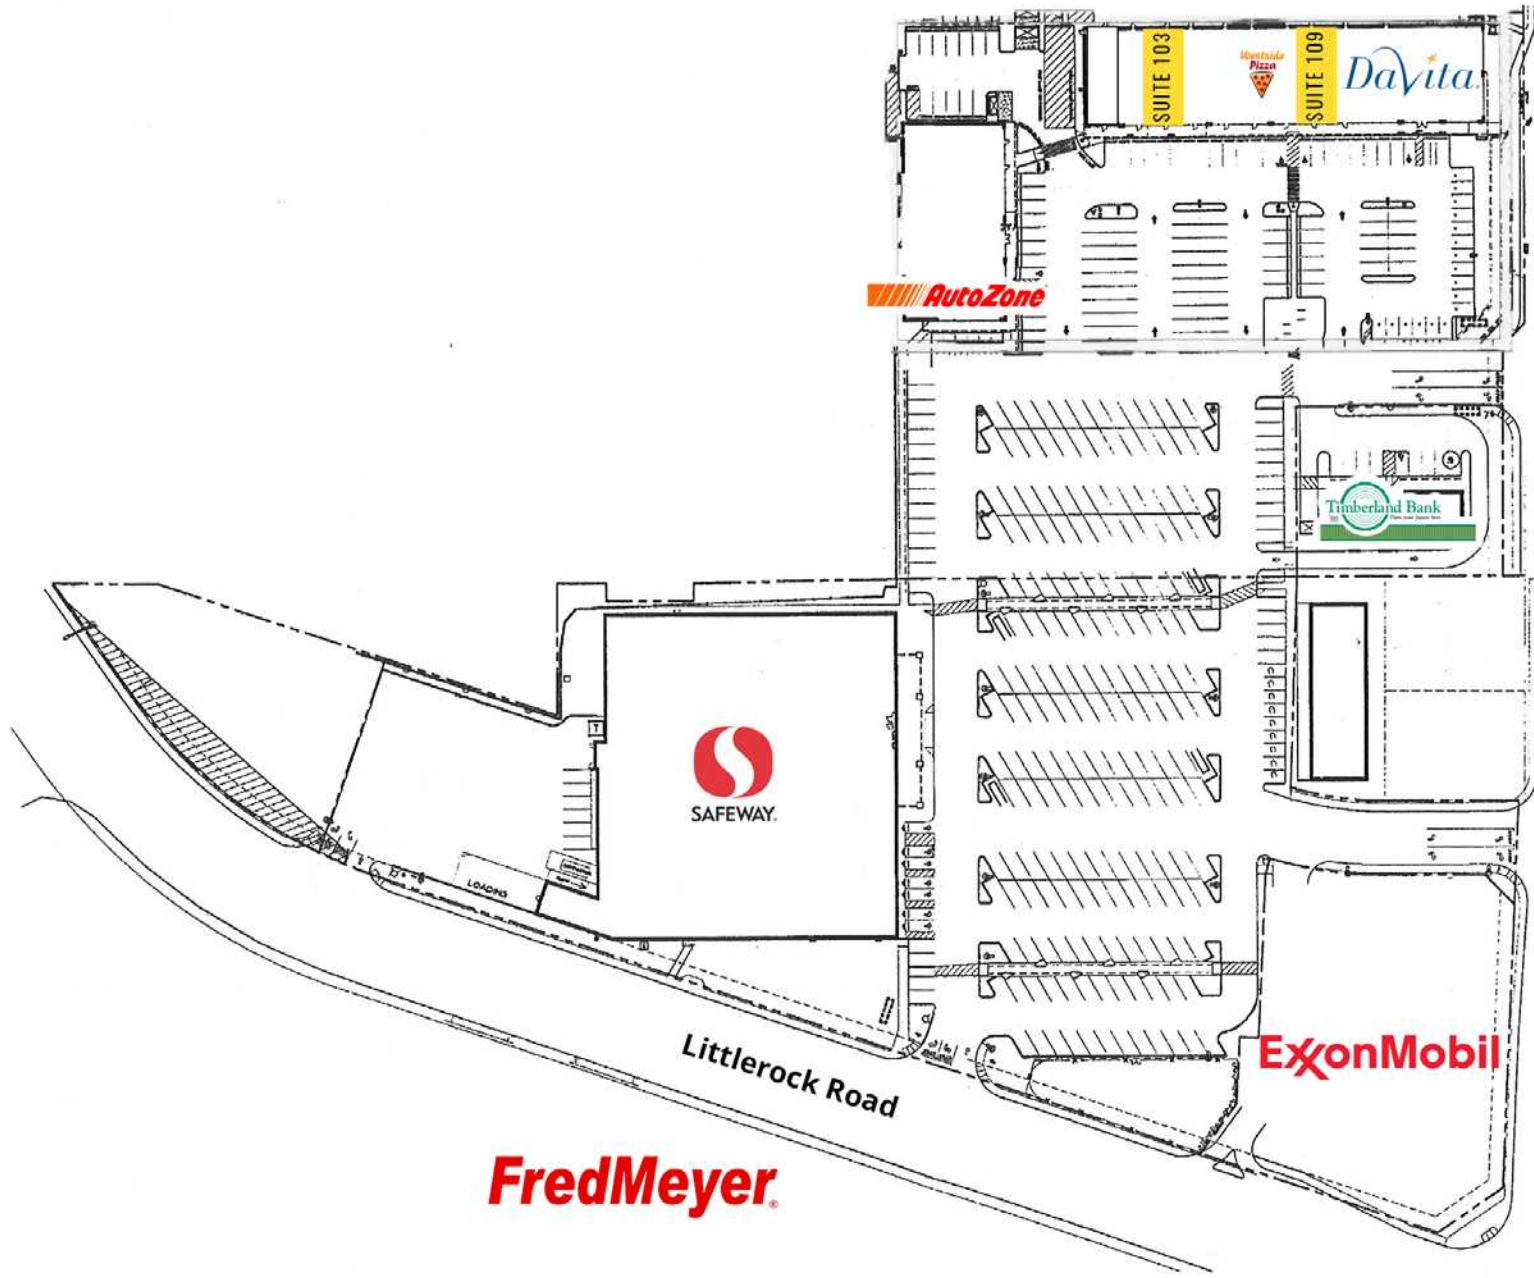 SUITE 103
Westside
Pizza
SUITE 109
DaVita.
AutoZone
Timberland Bank
SAFEWAY.
LOADING
ExxonMobil
Littlerock Road
FredMeyer®